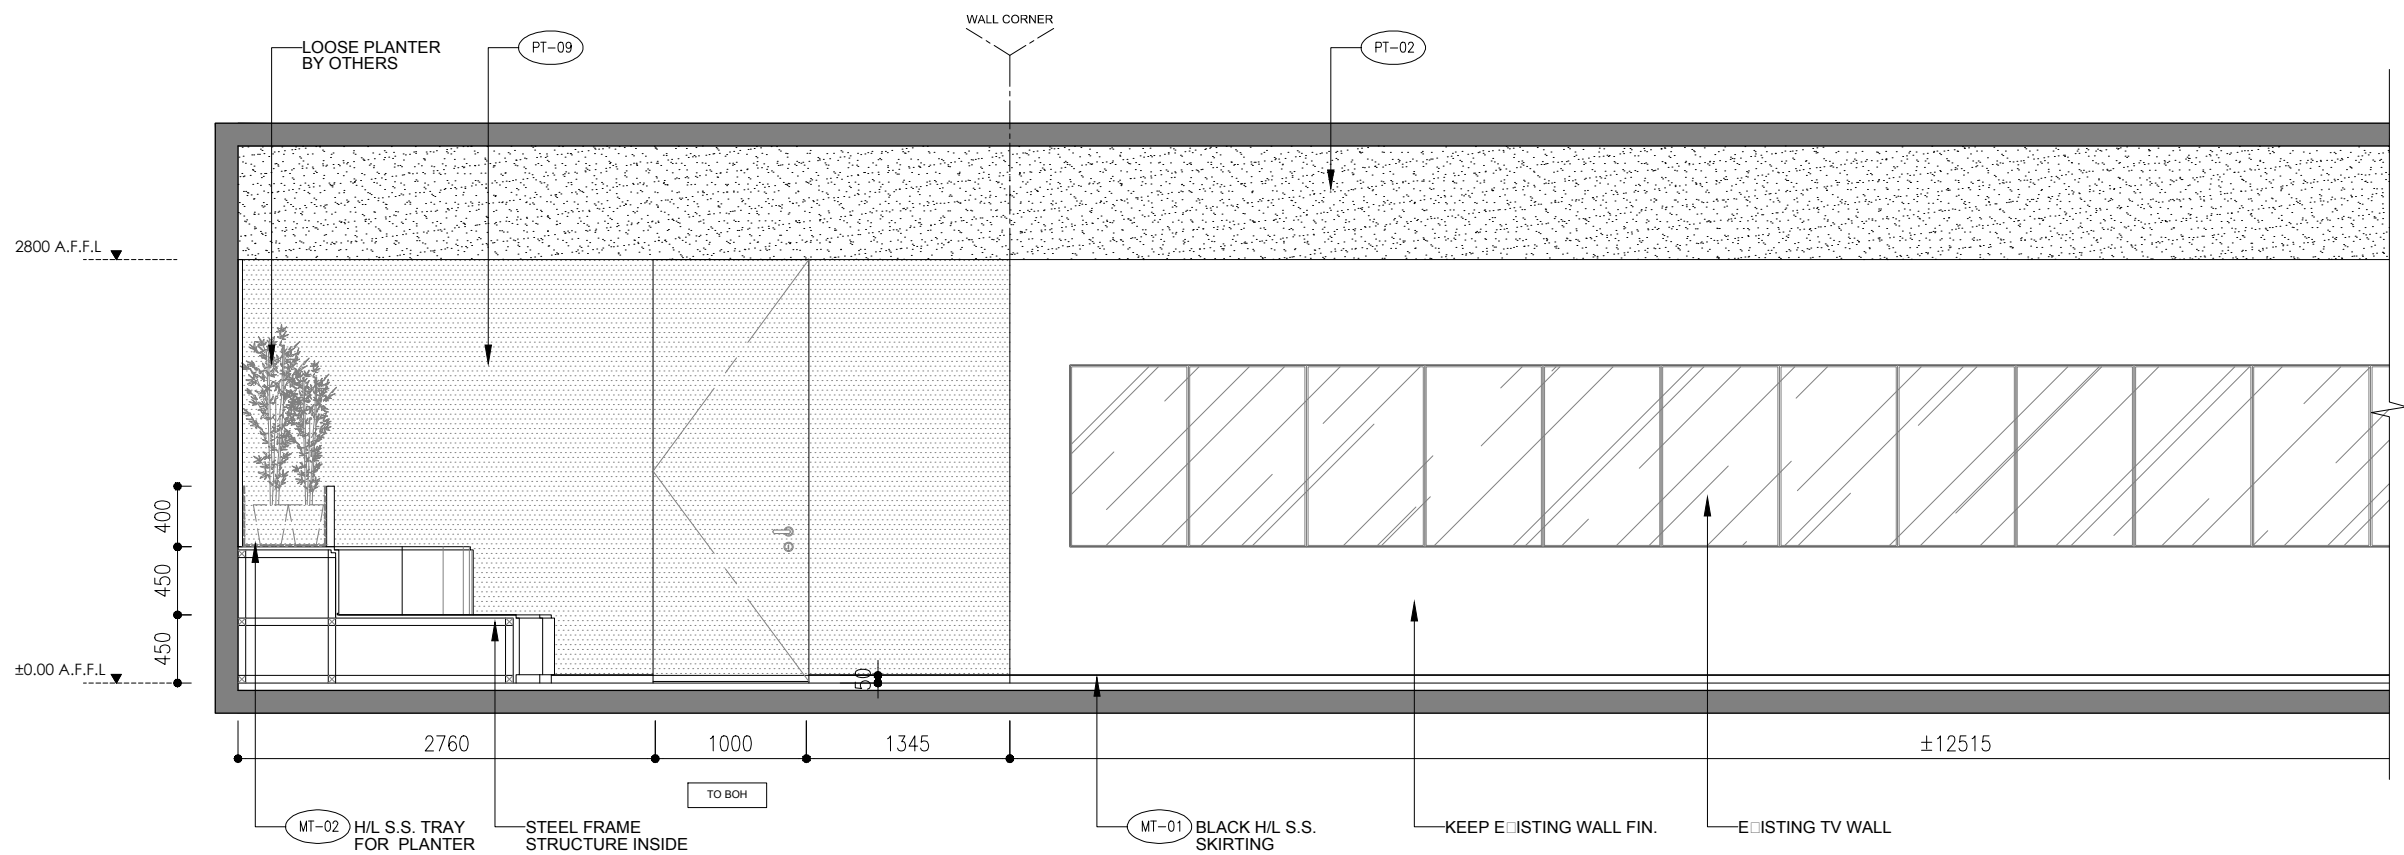 WALL CORNER
LOOSE PLANTER
BY OTHERS
PT-09
PT-02
2800 A.F.F.L
400
450
450
±0.00 A.F.F.L
50
2760
1000
1345
±12515
TO BOH
MT-02
H/L S.S. TRAY
FOR PLANTER
STEEL FRAME
STRUCTURE INSIDE
MT-01
BLACK H/L S.S.
SKIRTING
KEEP E□ISTING WALL FIN.
E□ISTING TV WALL